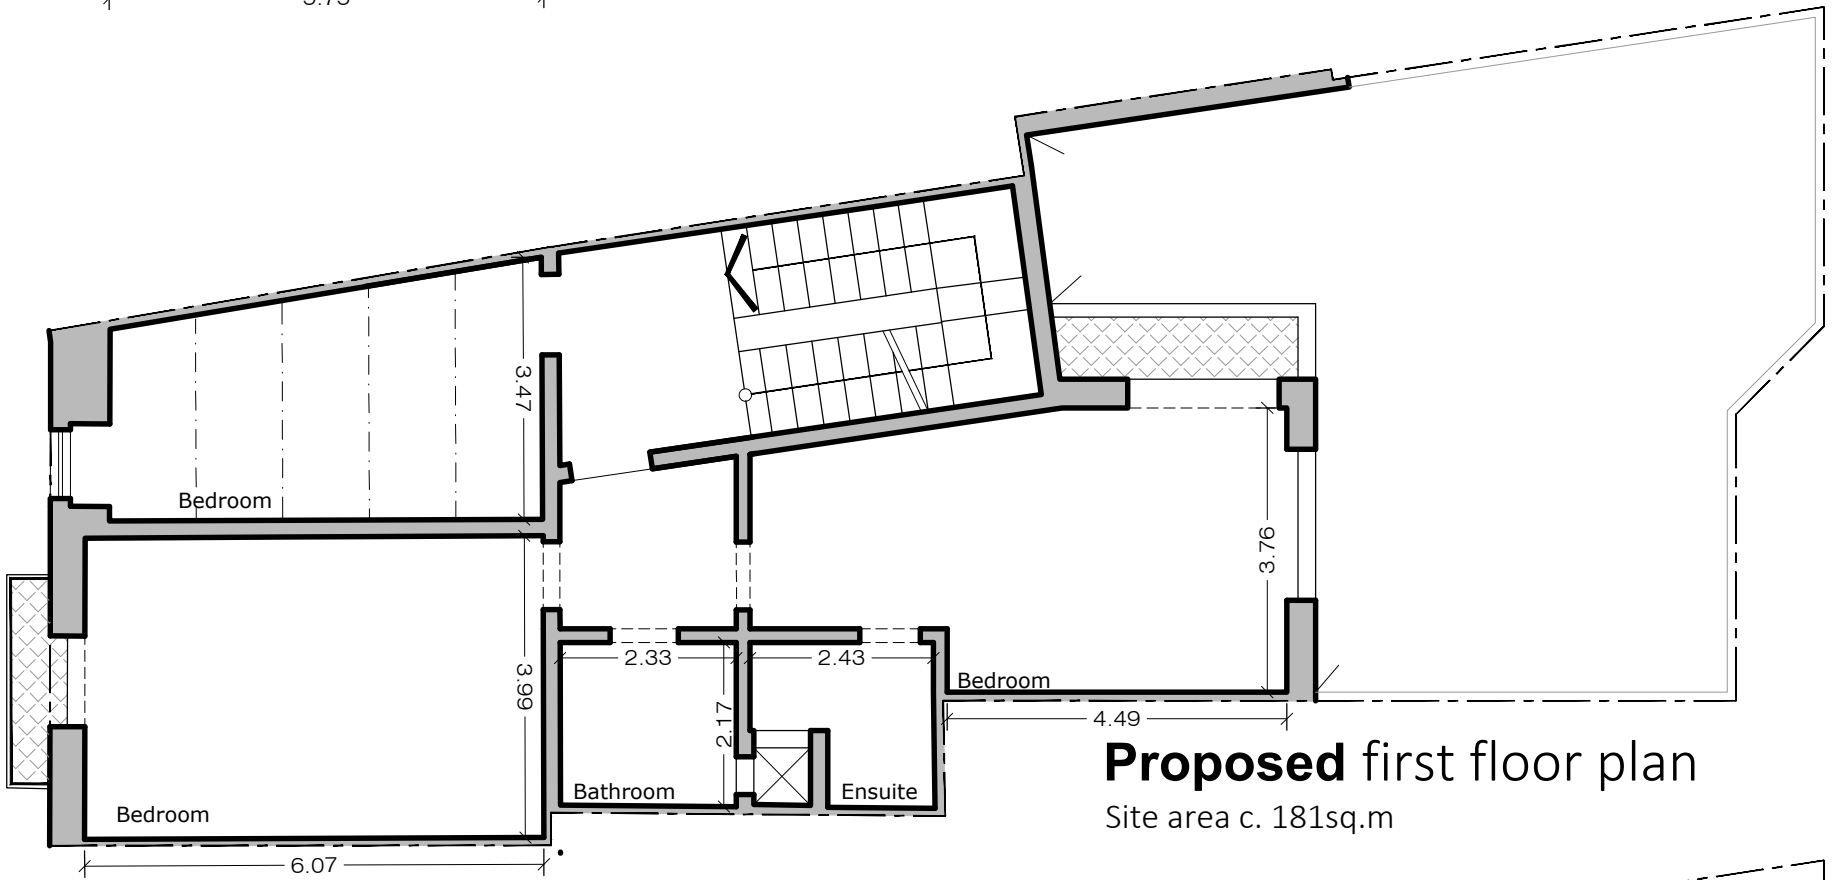 3.47
Bedroom
3.76
3.99
2.33
2.43
2.17
Bedroom
4.49
Proposed first floor plan
Bathroom
Ensuite
Bedroom
Site area c. 181sq.m
6.07